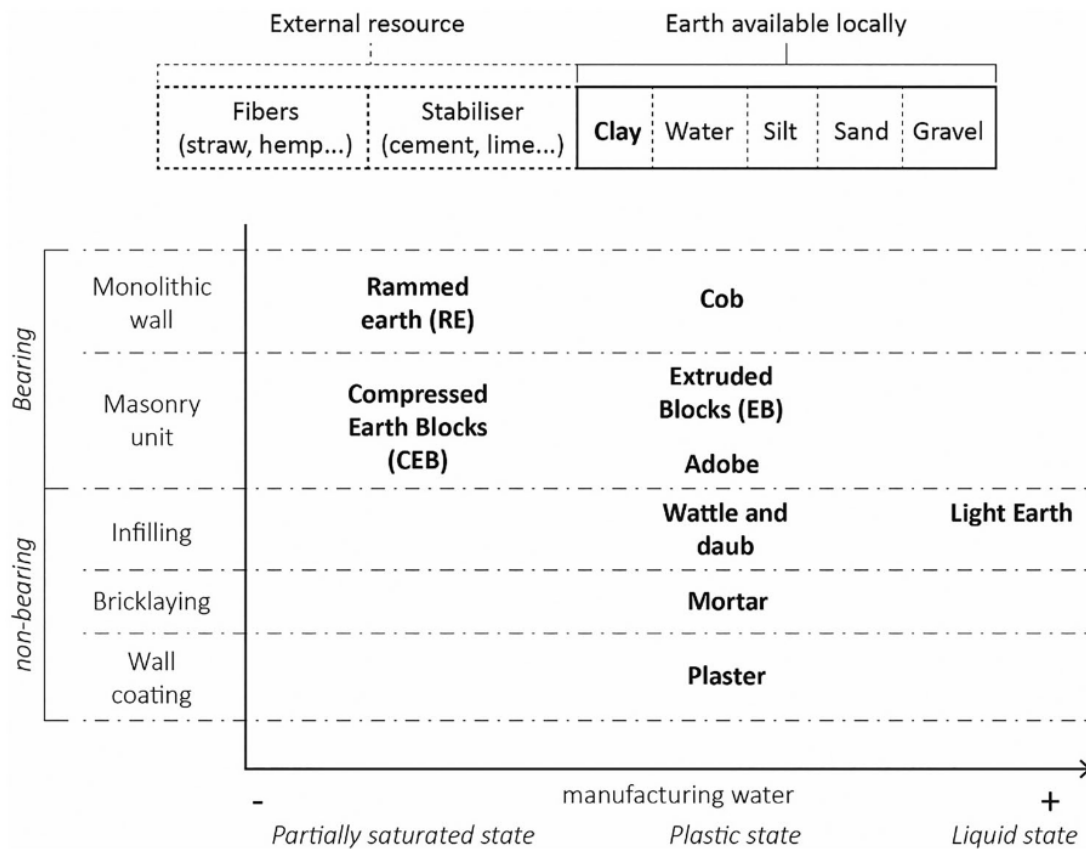 External resource
Earth available locally
Fibers
(straw, hemp...)
Stabiliser
(cement, lime...)
Clay
Water
Silt
Sand
Gravel
Bearing
Monolithic
wall
Rammed
earth (RE)
Cob
Masonry
unit
Compressed
Earth Blocks
(CEB)
Extruded
Blocks (EB)
Adobe
non-bearing
Infilling
Wattle and
daub
Light Earth
Bricklaying
Mortar
Wall
coating
Plaster
- manufacturing water +
Partially saturated state
Plastic state
Liquid state